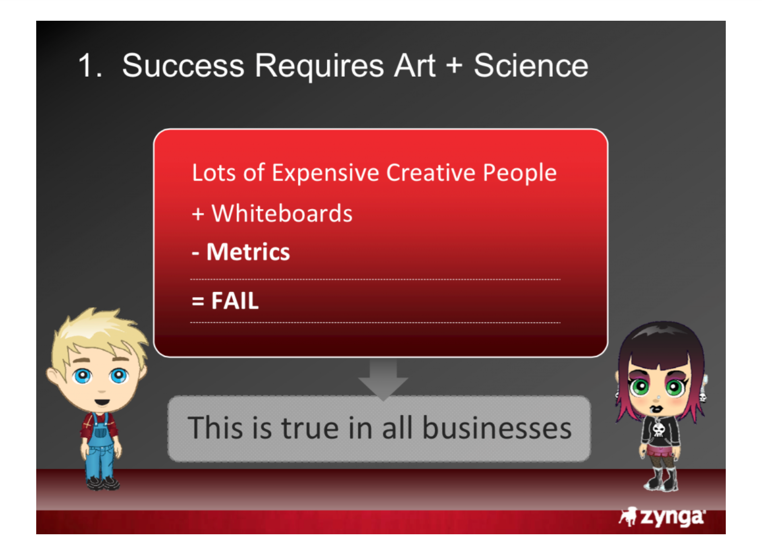 1. Success Requires Art + Science
Lots of Expensive Creative People
+ Whiteboards
- Metrics
= FAIL
This is true in all businesses
zynga